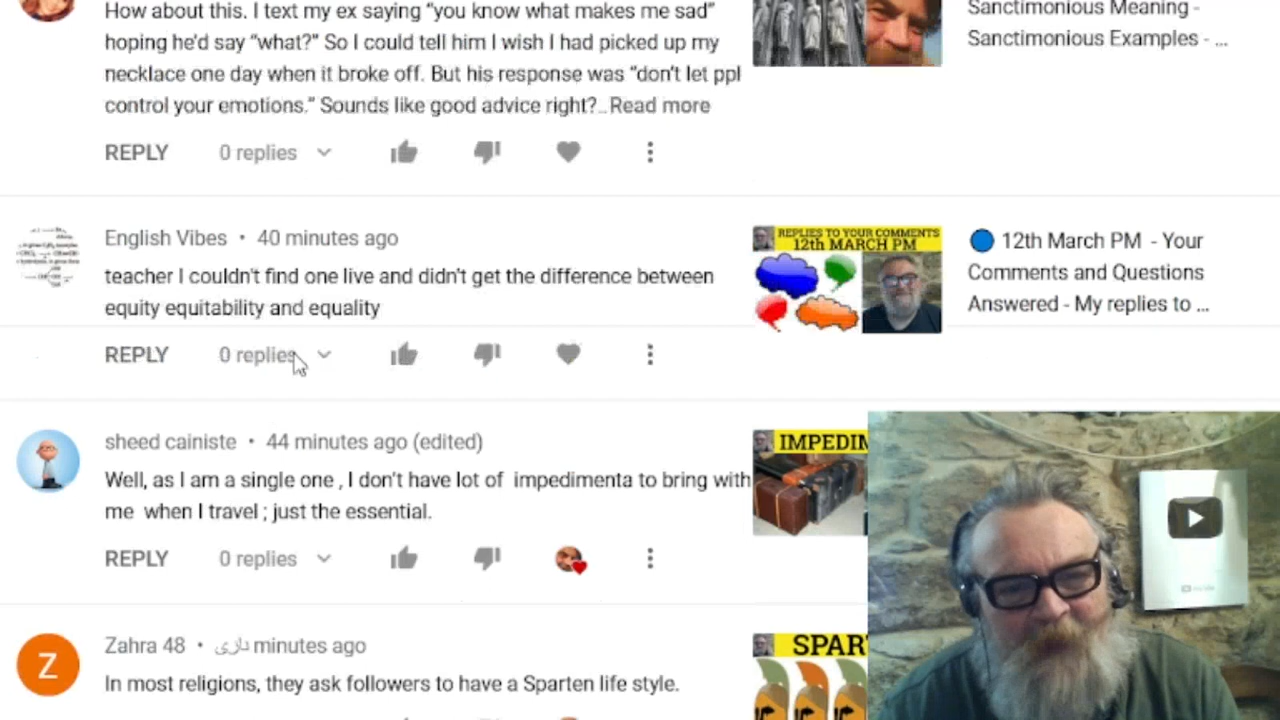 How about this. I text my ex saying “you know what makes me sad”
hoping he'd say “what?” So I could tell him I wish I had picked up my
necklace one day when it broke off. But his response was “don't let ppl
control your emotions.” Sounds like good advice right?... Read more
REPLY 0 replies
Sanctimonious Meaning -
Sanctimonious Examples - ...
English Vibes • 40 minutes ago
teacher I couldn't find one live and didn't get the difference between
equity equitability and equality
REPLY 0 replies
REPLIES TO YOUR COMMENTS
12th MARCH PM
12th March PM - Your
Comments and Questions
Answered - My replies to ...
sheed cainiste • 44 minutes ago (edited)
Well, as I am a single one , I don't have lot of impedimenta to bring with
me when I travel ; just the essential.
REPLY 0 replies
IMPEDIM
Z
Zahra 48 • minutes ago
In most religions, they ask followers to have a Sparten life style.
SPAR